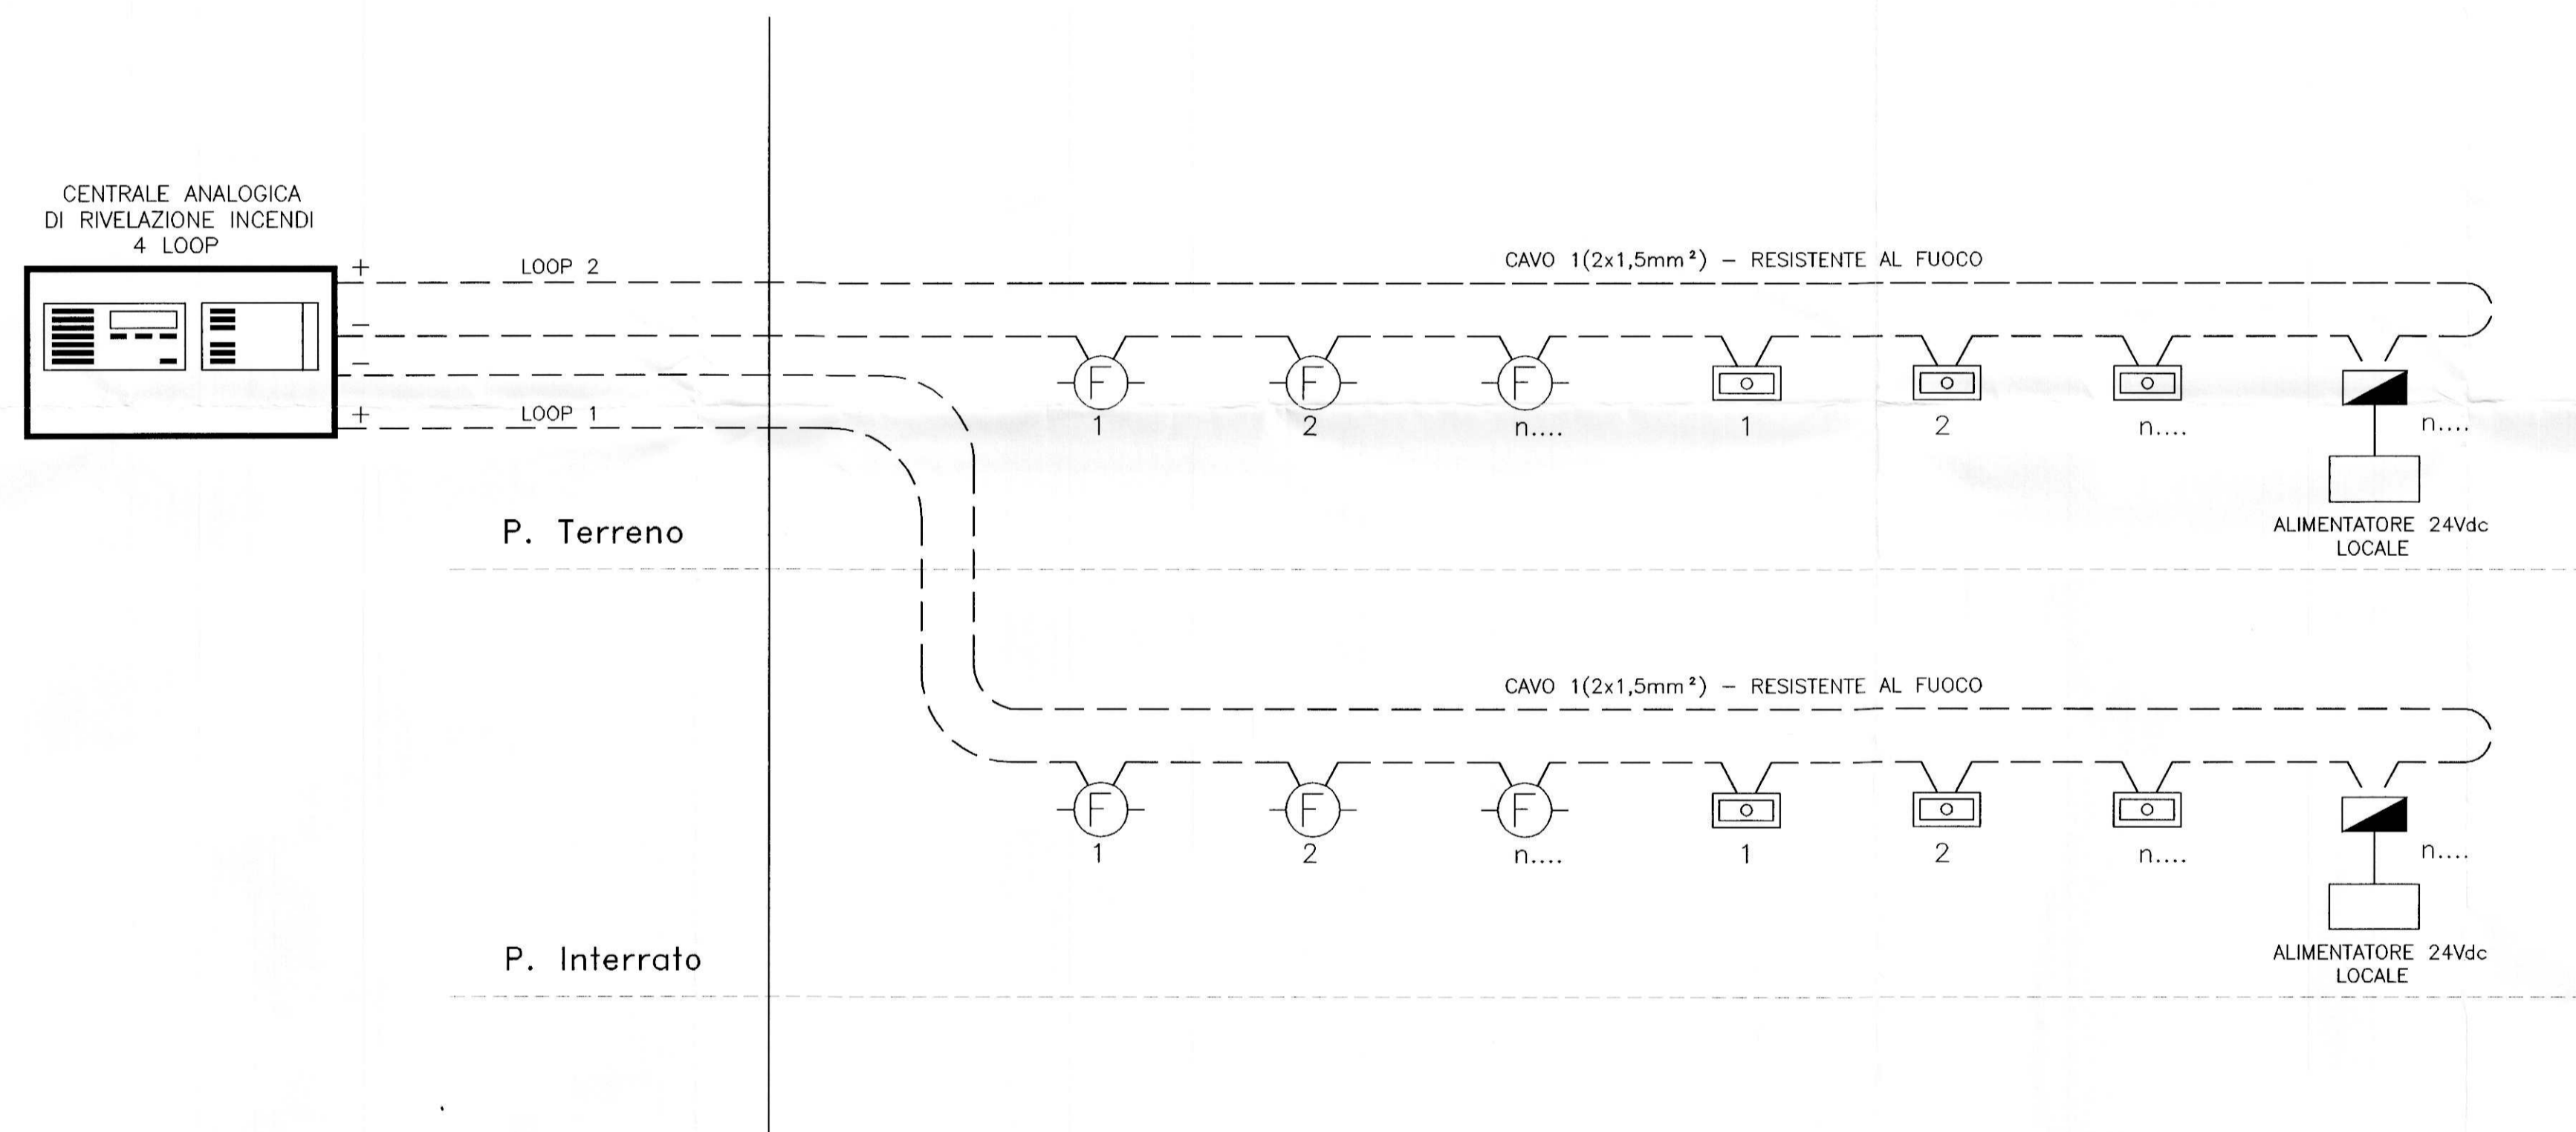 CENTRALE ANALOGICA
DI RIVELAZIONE INCENDI
4 LOOP
+
LOOP 2
CAVO 1(2x1,5mm²) – RESISTENTE AL FUOCO
–
–
+
LOOP 1
F
F
F
1
2
n....
1
2
n....
n....
P. Terreno
ALIMENTATORE 24Vdc
LOCALE
CAVO 1(2x1,5mm²) – RESISTENTE AL FUOCO
F
F
F
1
2
n....
1
2
n....
n....
P. Interrato
ALIMENTATORE 24Vdc
LOCALE